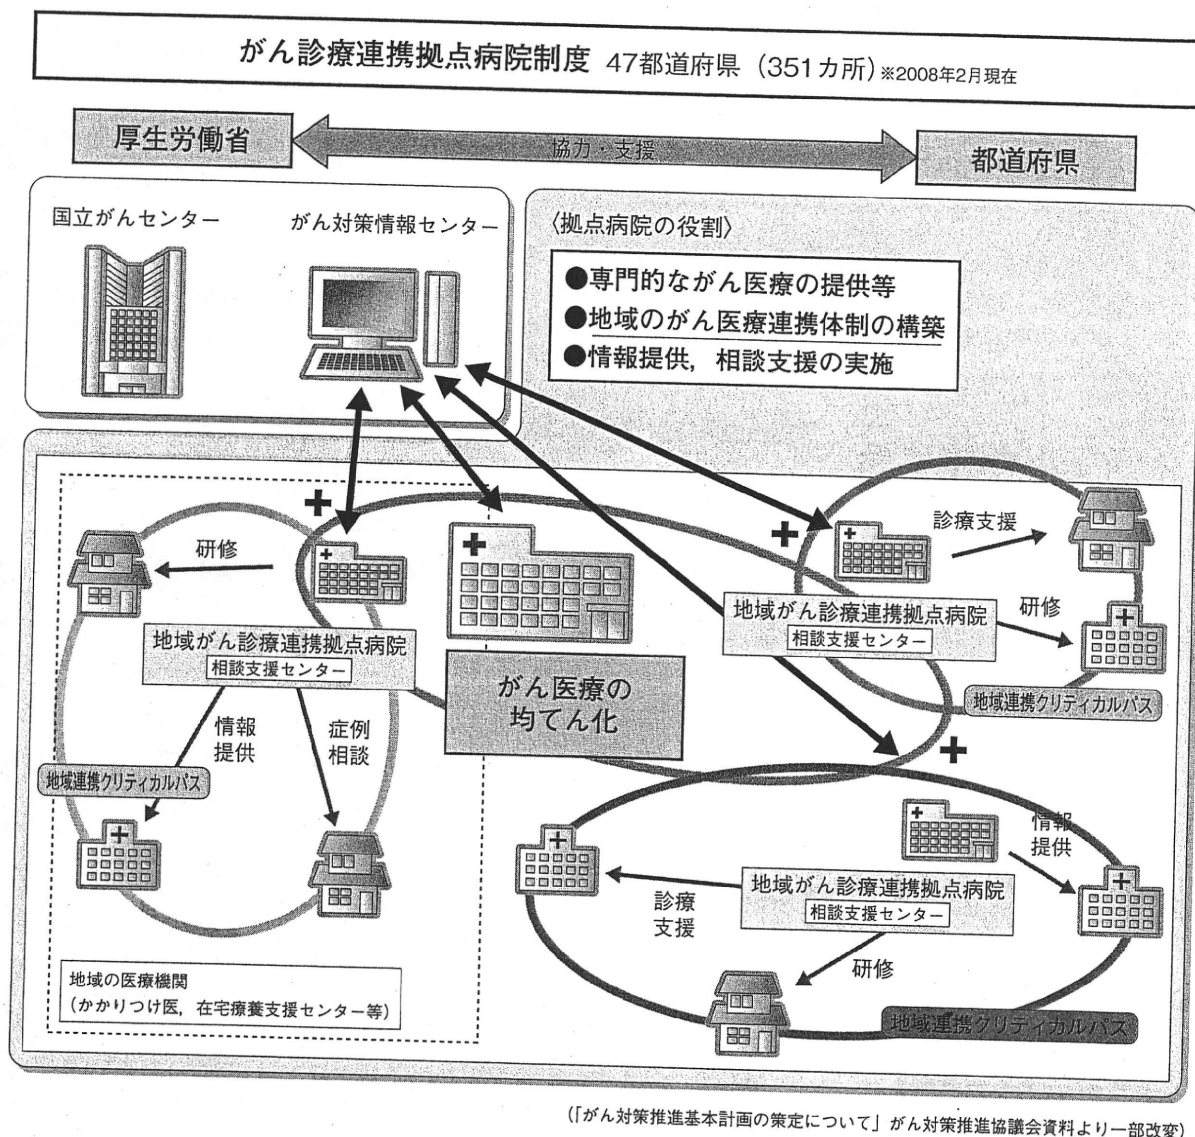 がん診療連携拠点病院制度 47都道府県（351カ所）※2008年2月現在
厚生労働省
協力・支援
都道府県
国立がんセンター
がん対策情報センター
〈拠点病院の役割〉
●専門的ながん医療の提供等
●地域のがん医療連携体制の構築
●情報提供，相談支援の実施
研修
地域がん診療連携拠点病院
相談支援センター
情報
提供
症例
相談
地域連携クリティカルパス
地域の医療機関
（かかりつけ医，在宅療養支援センター等）
がん医療の
均てん化
診療支援
地域がん診療連携拠点病院
相談支援センター
研修
地域連携クリティカルパス
情報
提供
地域がん診療連携拠点病院
相談支援センター
診療
支援
研修
地域連携クリティカルパス
（「がん対策推進基本計画の策定について」がん対策推進協議会資料より一部改変）